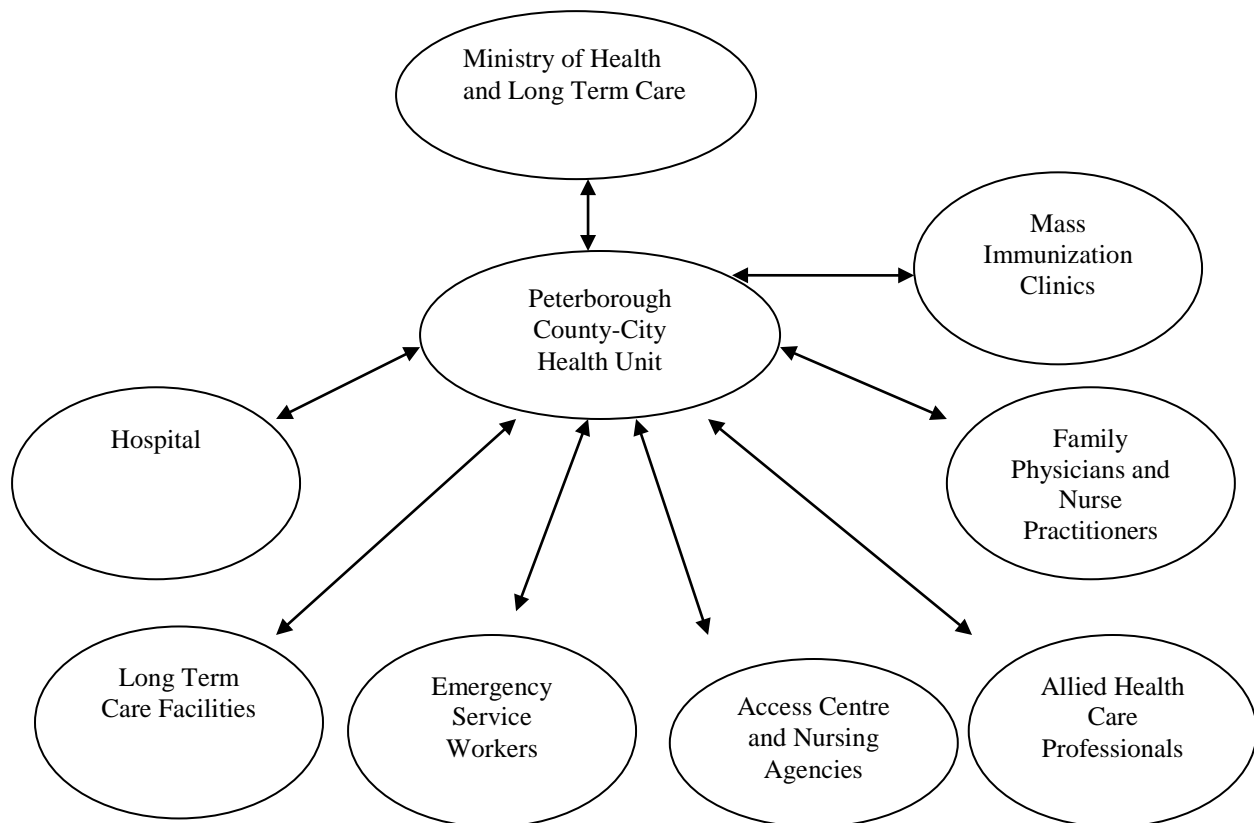 Ministry of Health
and Long Term Care
Mass
Immunization
Clinics
Peterborough
County-City
Health Unit
Hospital
Family
Physicians and
Nurse
Practitioners
Long Term
Care Facilities
Emergency
Service
Workers
Access Centre
and Nursing
Agencies
Allied Health
Care
Professionals